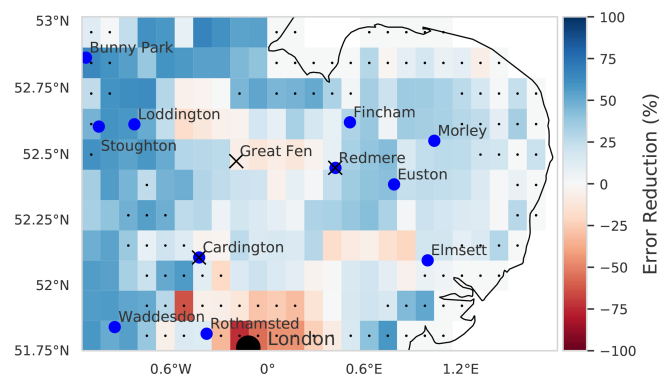 53°N
100
Bunny Park
75
52.75°N
Loddington
Fincham
50
Morley
Stoughton
Great Fen
52.5°N
Redmere
25
Euston
0
52.25°N
Cardington
Elmsett
−25
−50
52°N
Waddesdon
Rothamsted
−75
London
51.75°N
−100
0.6°W
0°E
0.6°E
1.2°E
Error Reduction (%)